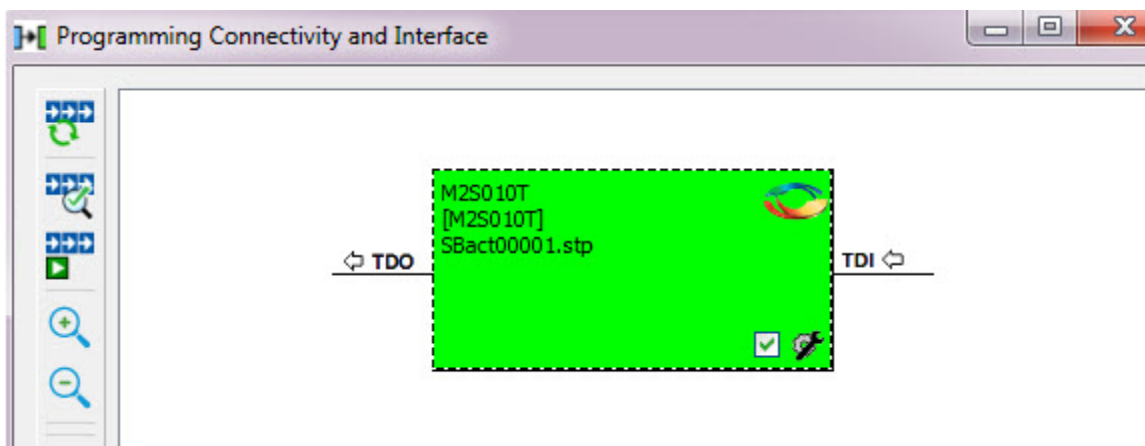 Programming Connectivity and Interface
M2S010T
[M2S010T]
SBact00001.stp
TDO
TDI